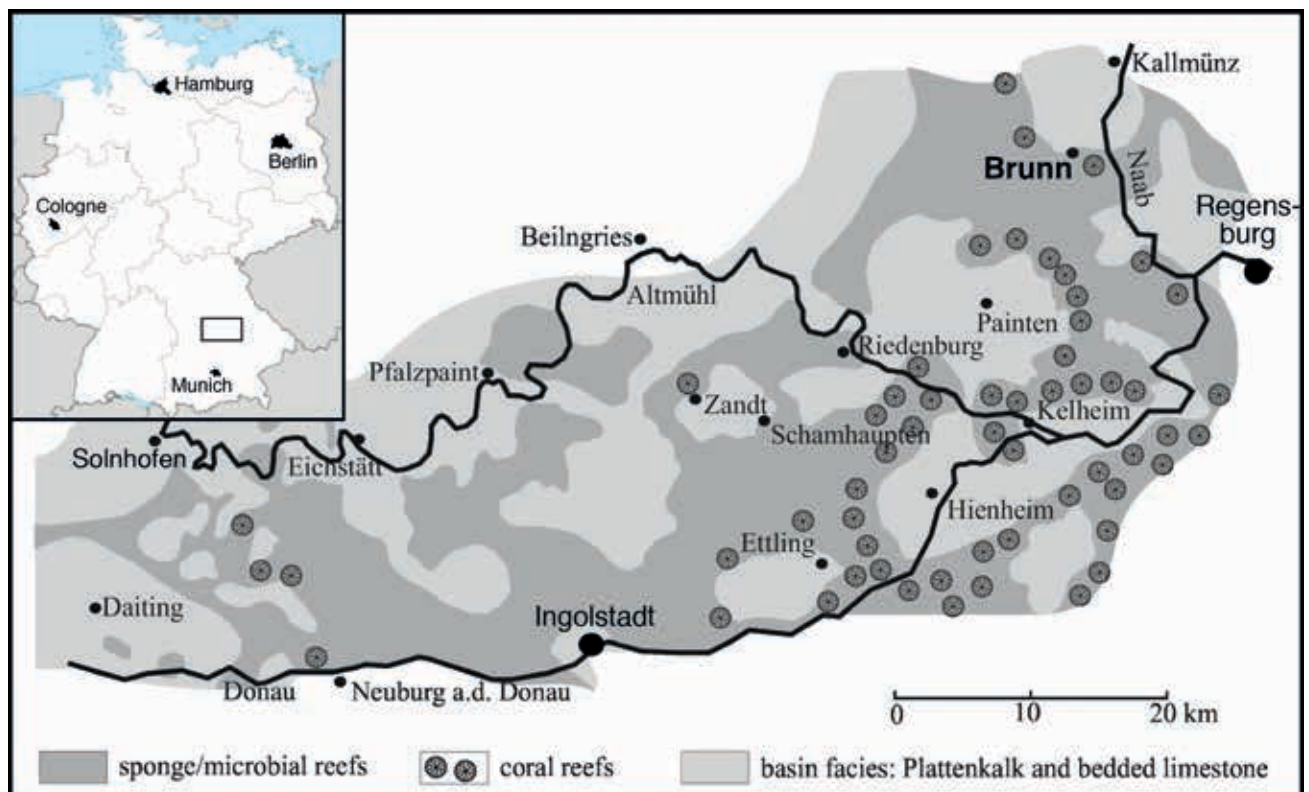 Hamburg
Berlin
Cologne
Munich
Kallmünz
Brunn
Naab
Regens-
burg
Beilngries
Altmühl
Painten
Riedenburg
Pfalzpaint
Zandt
Kelheim
Schamhaupten
Solnhofen
Eichstätt
Hienheim
Ettling
Daiting
Ingolstadt
Donau
Neuburg a.d. Donau
0 10 20 km
sponge/microbial reefs
coral reefs
basin facies: Plattenkalk and bedded limestone